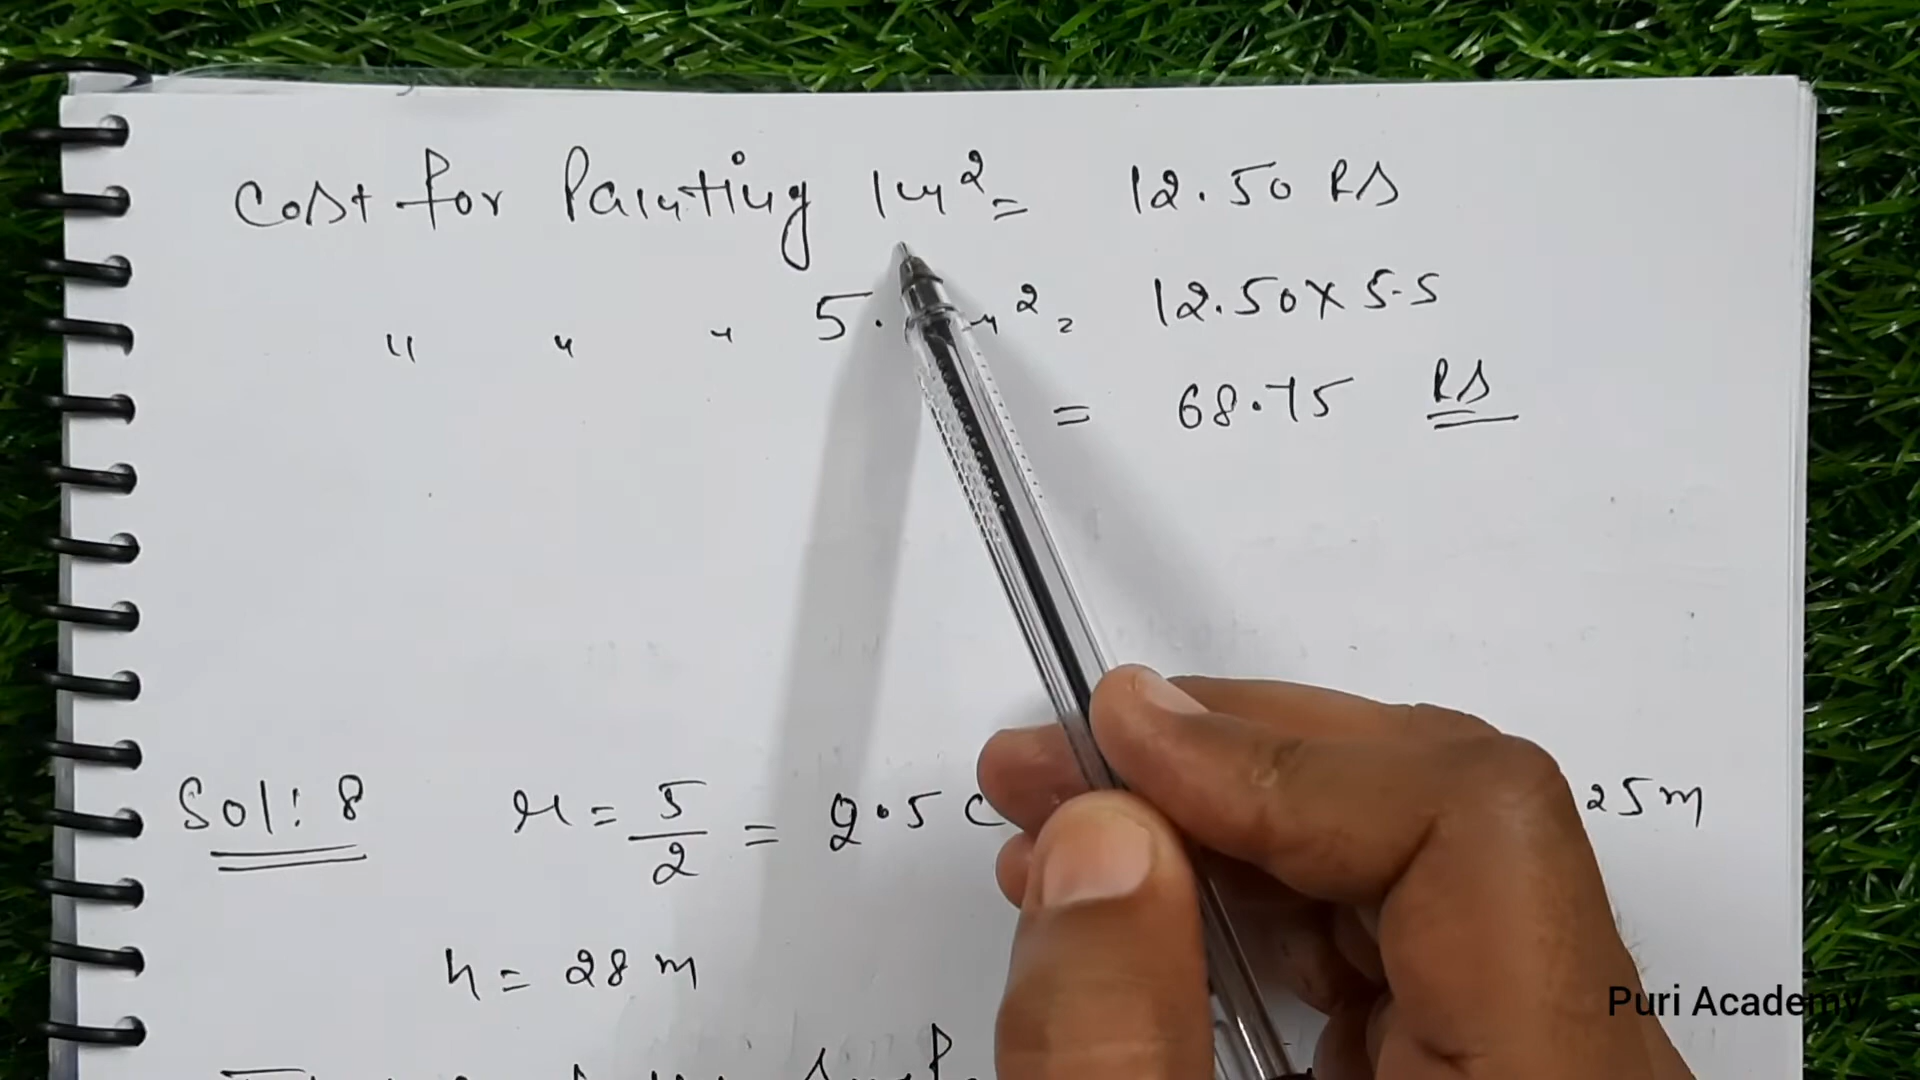 Cost for Painting 1m² = 12.50 RS
" " " 5. m² = 12.50 x 5.5
= 68.75 RS
Sol: 8 r = 5/2 = 2.5 c 25 m
h = 28 m
Puri Academy